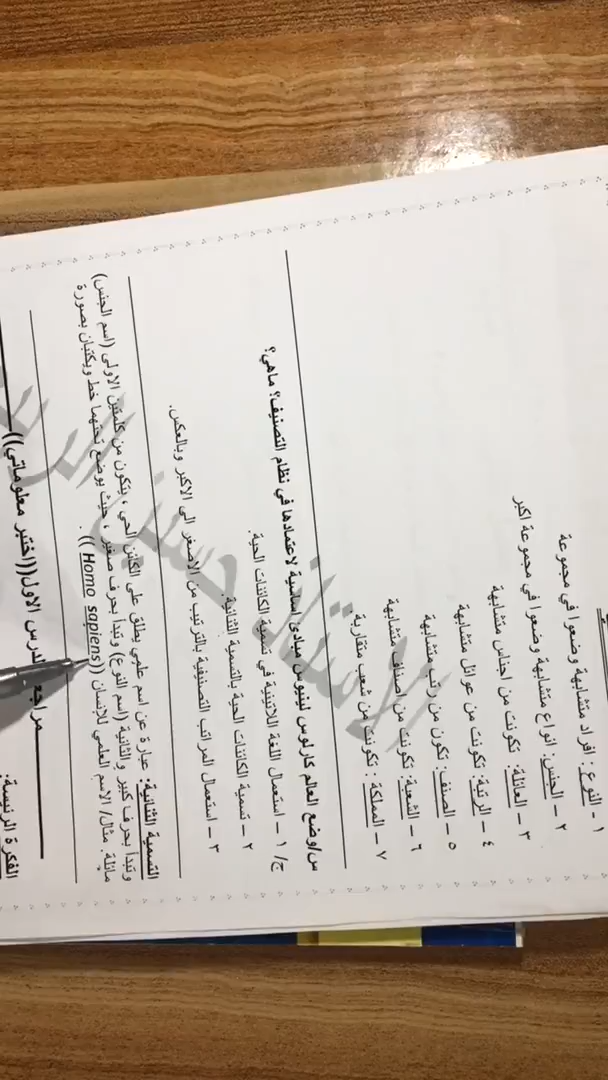 ١ - النوع: افراد متشابهة وضعوا في مجموعة
٢ - الجنس: انواع متشابهة وضعوا في مجموعة اكبر
٣ - العائلة: تكونت من اجناس متشابهة
٤ - الرتبة: تكونت من عوائل متشابهة
٥ - الصنف: تكون من رتب متشابهة
٦ - الشعبة: تكونت من اصناف متشابهة
٧ - المملكة: تكونت من شعب متقاربة.
س/وضع العالم كارلوس لينيوس مبادئ اساسية لاعتمادها في نظام التصنيف؟ ماهي؟
ج/ ١ - استعمال اللغة اللاتينية في تسمية الكائنات الحية.
٢ - تسمية الكائنات الحية بالتسمية الثنائية.
٣ - استعمال المراتب التصنيفية بالترتيب من الاصغر الى الاكبر وبالعكس.
التسمية الثنائية: عبارة عن اسم علمي يطلق على الكائن الحي، يتكون من كلمتين الاولى (اسم الجنس)
وتبدأ بحرف كبير والثانية (اسم النوع) وتبدأ بحرف صغير، حيث يوضع تحتهما خط ويكتبان بصورة
مائلة. مثال/ الاسم العلمي للإنسان ((Homo sapiens)).
مراجعة الدرس الاول((اختبر معلوماتي))
الفكرة الرئيسة:
الاستاذ حسين